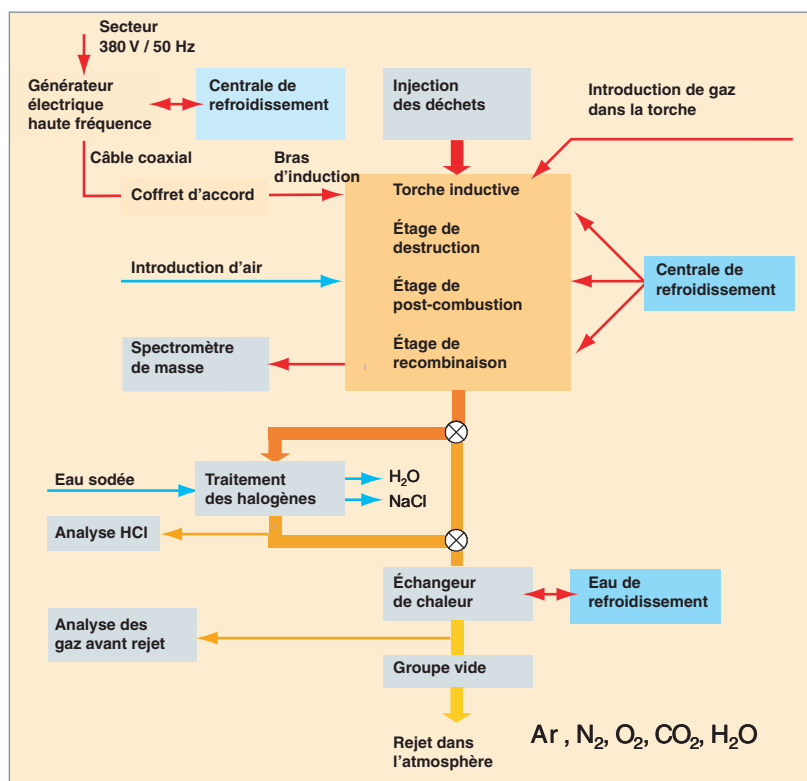 Secteur
380 V / 50 Hz
Générateur
électrique
haute fréquence
Centrale de
refroidissement
Injection
des déchets
Introduction de gaz
dans la torche
Câble coaxial
Bras
d'induction
Coffret d'accord
Torche inductive
Étage de
destruction
Introduction d'air
Étage de
post-combustion
Centrale de
refroidissement
Étage de
recombinaison
Spectromètre
de masse
Eau sodée
Traitement
des halogènes
H₂O
NaCl
Analyse HCl
Échangeur
de chaleur
Eau de
refroidissement
Analyse des
gaz avant rejet
Groupe vide
Rejet dans
l'atmosphère
Ar , N₂, O₂, CO₂, H₂O